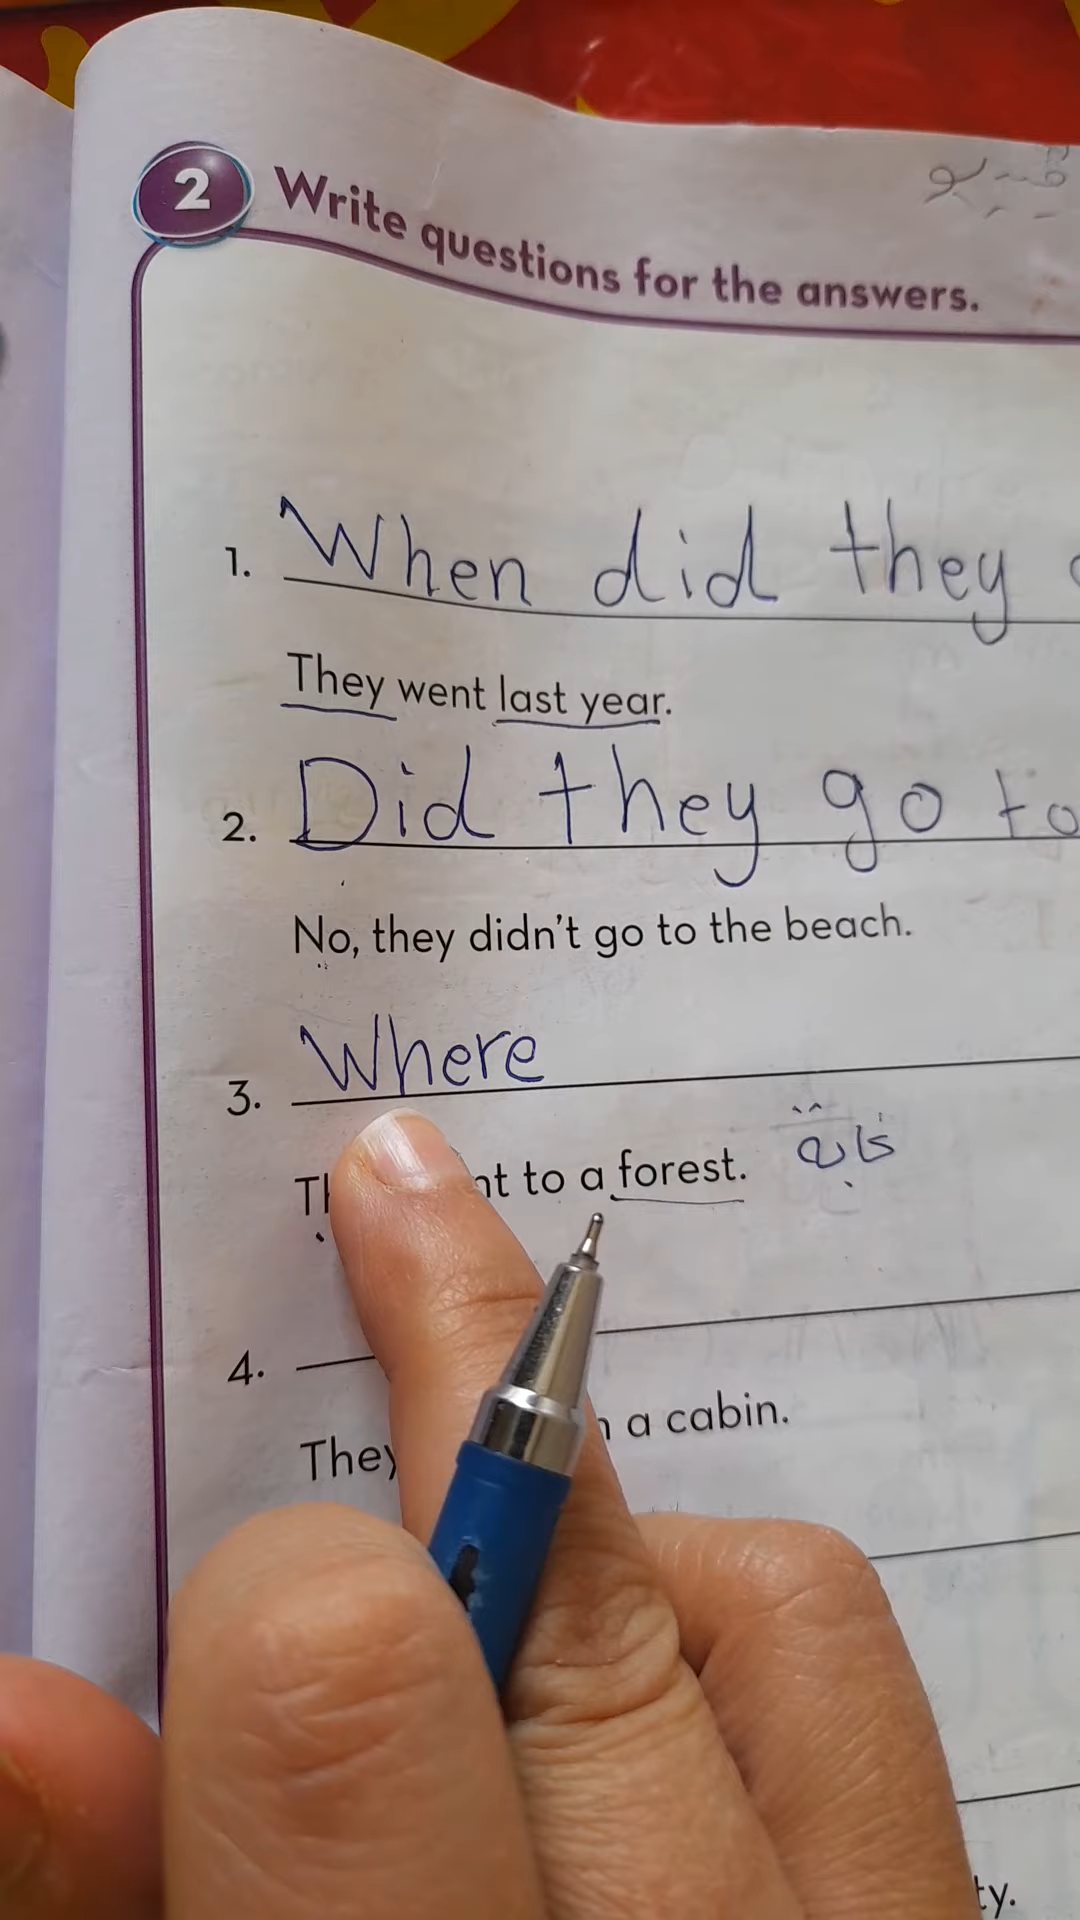 2 Write questions for the answers.
1. When did they
They went last year.
2. Did they go to
No, they didn't go to the beach.
3. Where
to a forest. غابة
4.
They a cabin.
ty.